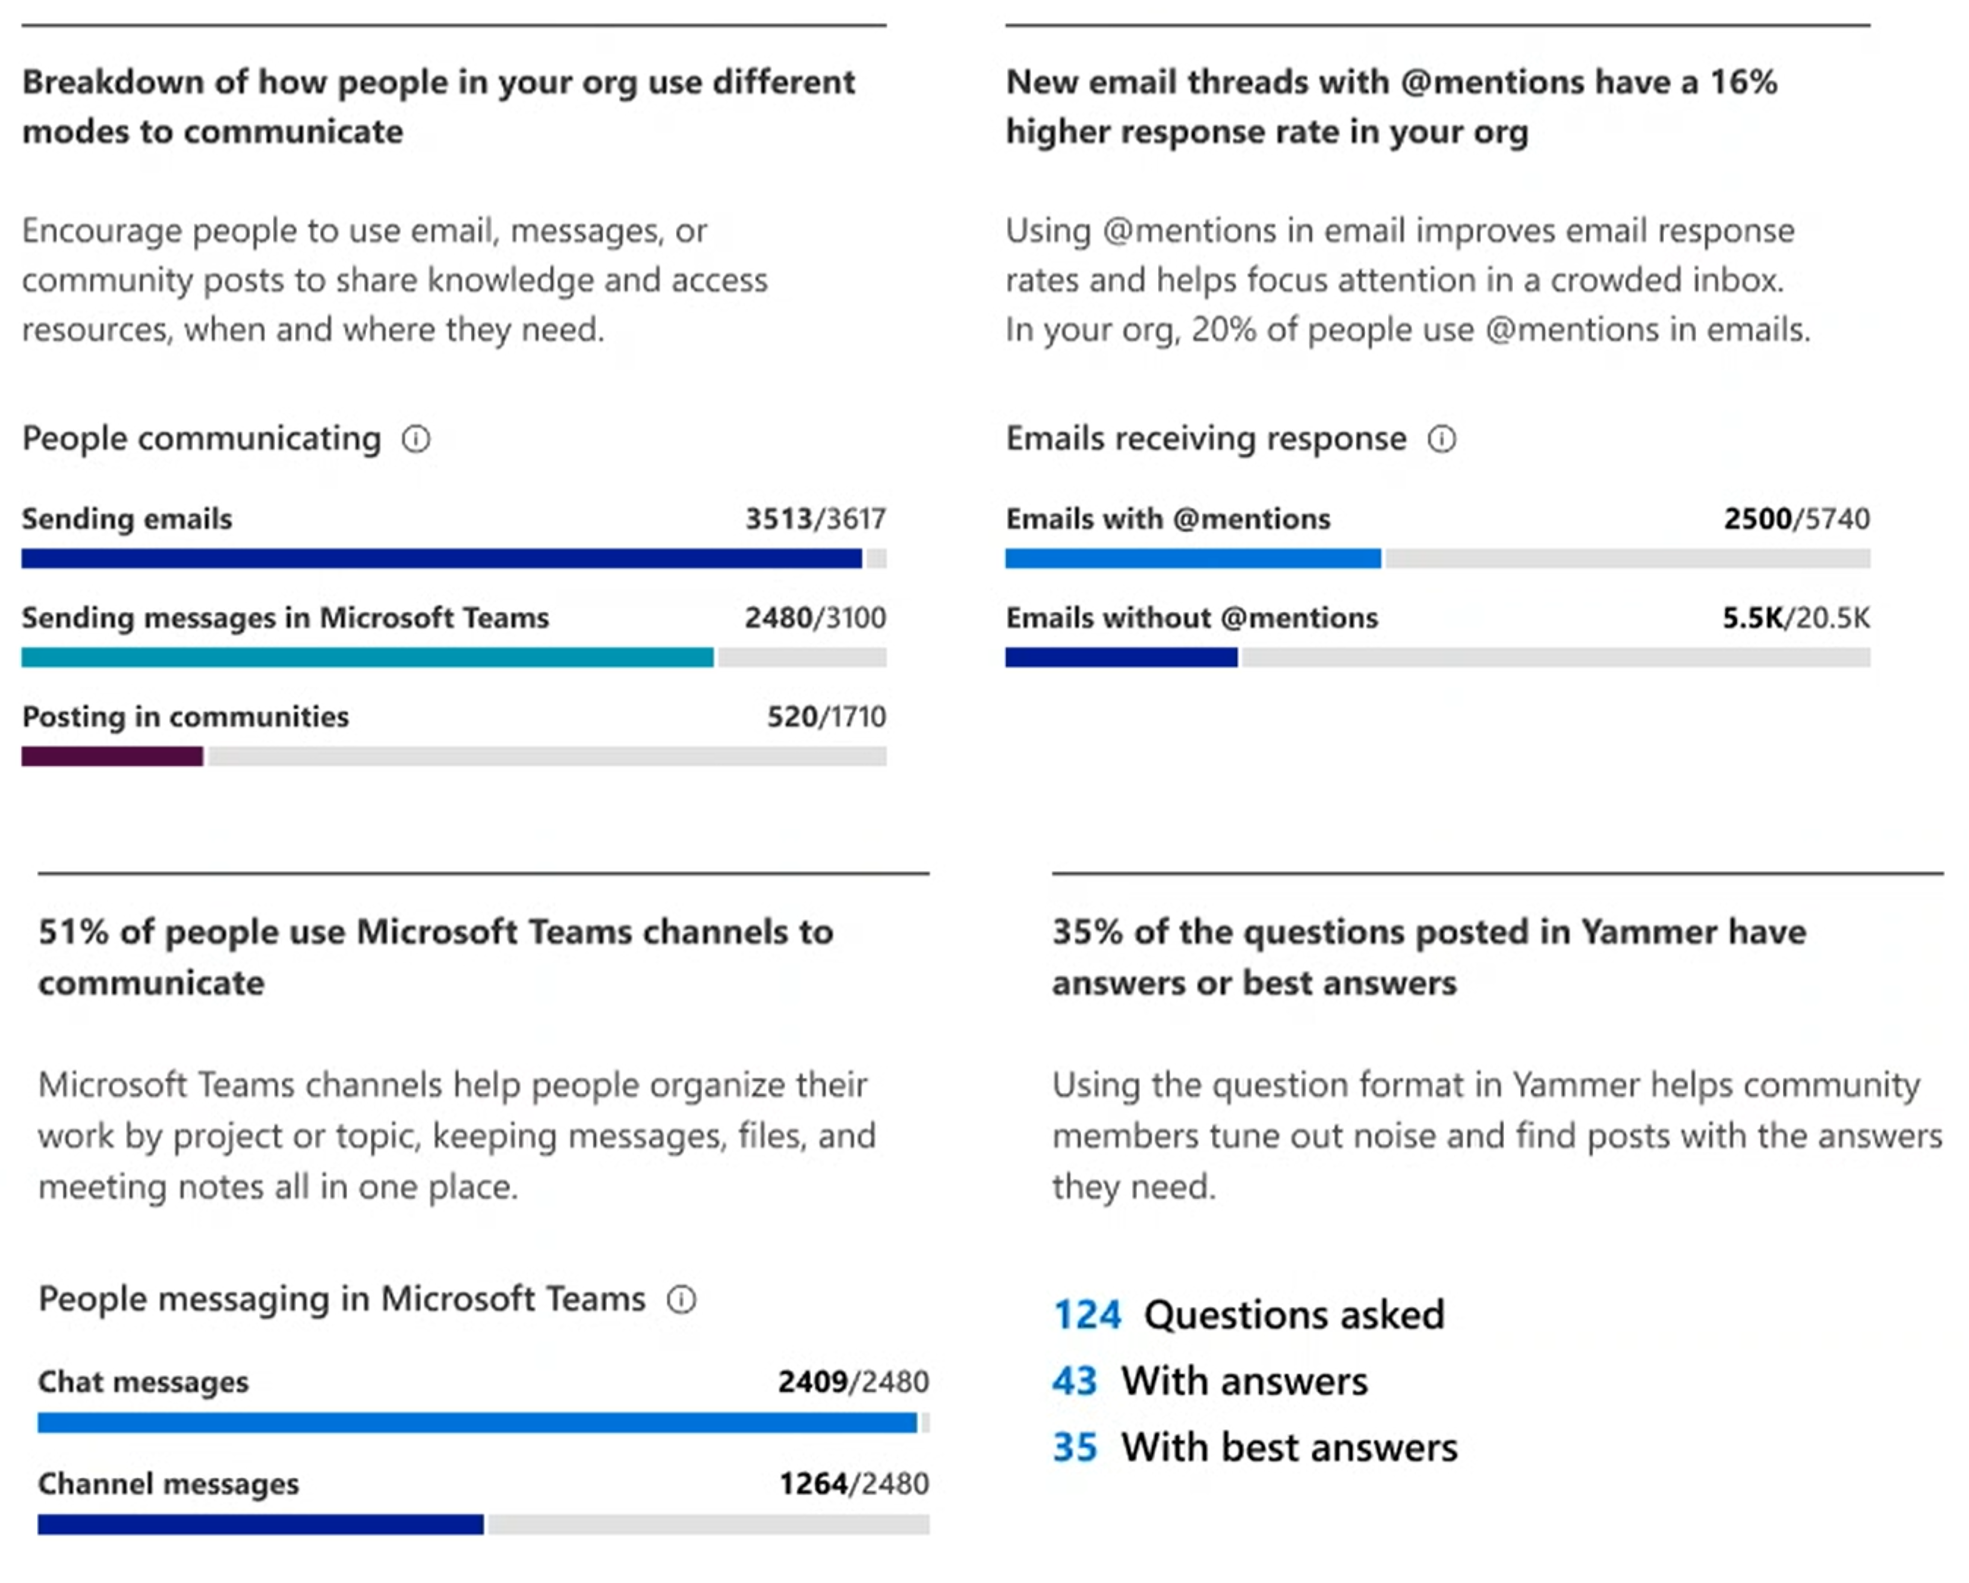 Breakdown of how people in your org use different
modes to communicate
Encourage people to use email, messages, or
community posts to share knowledge and access
resources, when and where they need.
People communicating
Sending emails 3513/3617
Sending messages in Microsoft Teams 2480/3100
Posting in communities 520/1710
New email threads with @mentions have a 16%
higher response rate in your org
Using @mentions in email improves email response
rates and helps focus attention in a crowded inbox.
In your org, 20% of people use @mentions in emails.
Emails receiving response
Emails with @mentions 2500/5740
Emails without @mentions 5.5K/20.5K
51% of people use Microsoft Teams channels to
communicate
Microsoft Teams channels help people organize their
work by project or topic, keeping messages, files, and
meeting notes all in one place.
People messaging in Microsoft Teams
Chat messages 2409/2480
Channel messages 1264/2480
35% of the questions posted in Yammer have
answers or best answers
Using the question format in Yammer helps community
members tune out noise and find posts with the answers
they need.
124 Questions asked
43 With answers
35 With best answers